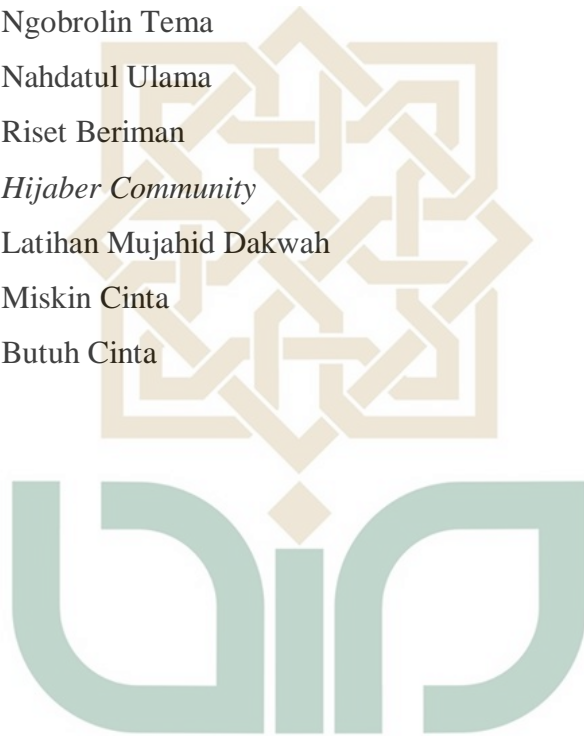 Ngobrolin Tema
Nahdatul Ulama
Riset Beriman
Hijaber Community
Latihan Mujahid Dakwah
Miskin Cinta
Butuh Cinta